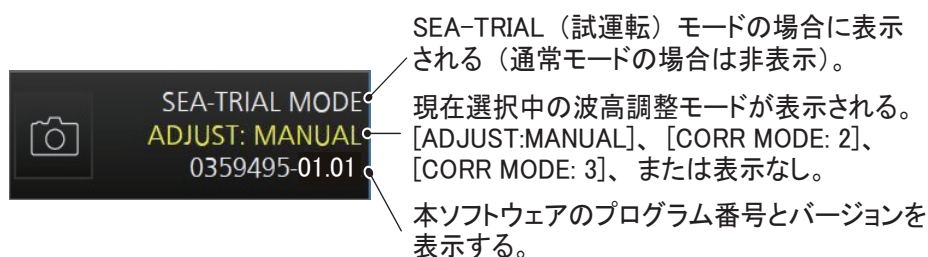 SEA-TRIAL MODE
ADJUST: MANUAL
0359495-01.01
SEA-TRIAL（試運転）モードの場合に表示
される（通常モードの場合は非表示）。
現在選択中の波高調整モードが表示される。
[ADJUST:MANUAL]、[CORR MODE: 2]、
[CORR MODE: 3]、または表示なし。
本ソフトウェアのプログラム番号とバージョンを
表示する。